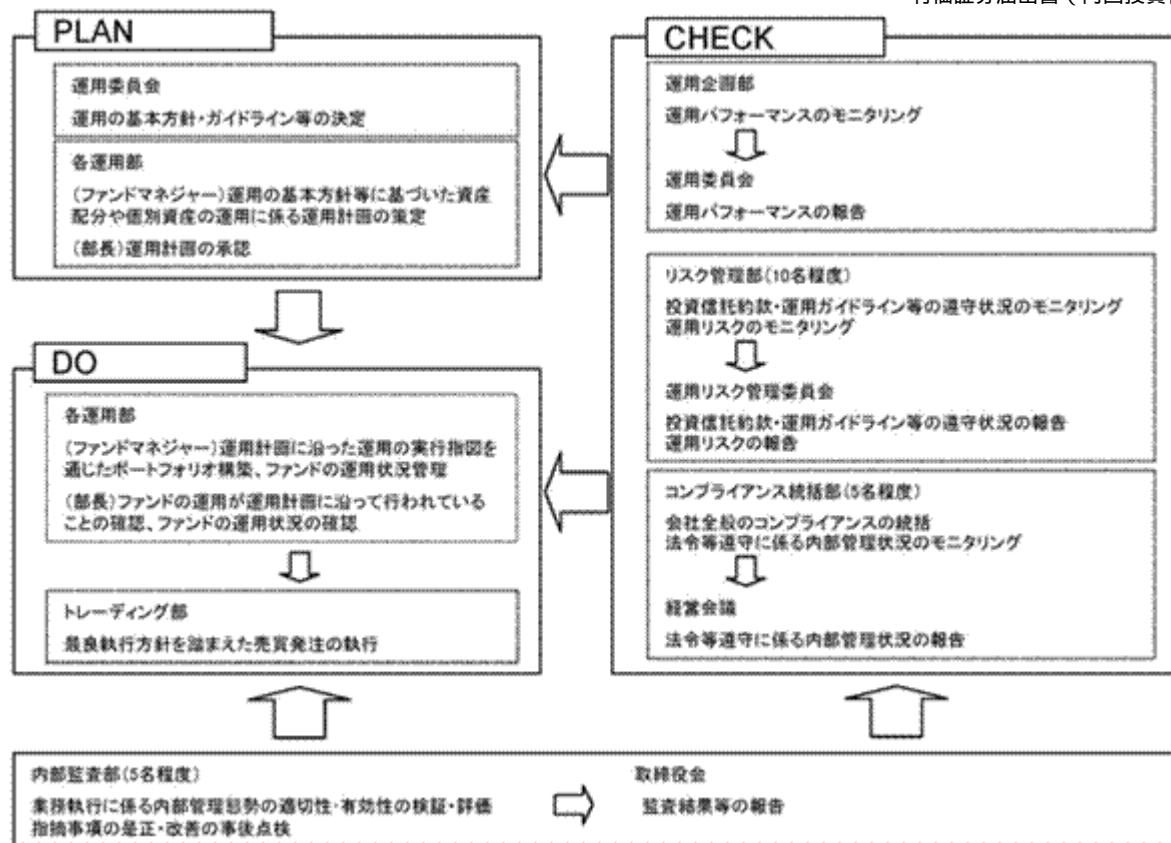 PLAN
運用委員会
運用の基本方針・ガイドライン等の決定
各運用部
(ファンドマネジャー)運用の基本方針等に基づいた資産
配分や個別資産の運用に係る運用計画の策定
(部長)運用計画の承認
DO
各運用部
(ファンドマネジャー)運用計画に沿った運用の実行指図を
通じたポートフォリオ構築、ファンドの運用状況管理
(部長)ファンドの運用が運用計画に沿って行われている
ことの確認、ファンドの運用状況の確認
トレーディング部
最良執行方針を踏まえた売買発注の執行
CHECK
運用企画部
運用パフォーマンスのモニタリング
運用委員会
運用パフォーマンスの報告
リスク管理部(10名程度)
投資信託約款・運用ガイドライン等の遵守状況のモニタリング
運用リスクのモニタリング
運用リスク管理委員会
投資信託約款・運用ガイドライン等の遵守状況の報告
運用リスクの報告
コンプライアンス統括部(5名程度)
会社全般のコンプライアンスの統括
法令等遵守に係る内部管理状況のモニタリング
経営会議
法令等遵守に係る内部管理状況の報告
内部監査部(5名程度)
業務執行に係る内部管理態勢の適切性・有効性の検証・評価
指摘事項の是正・改善の事後点検
取締役会
監査結果等の報告